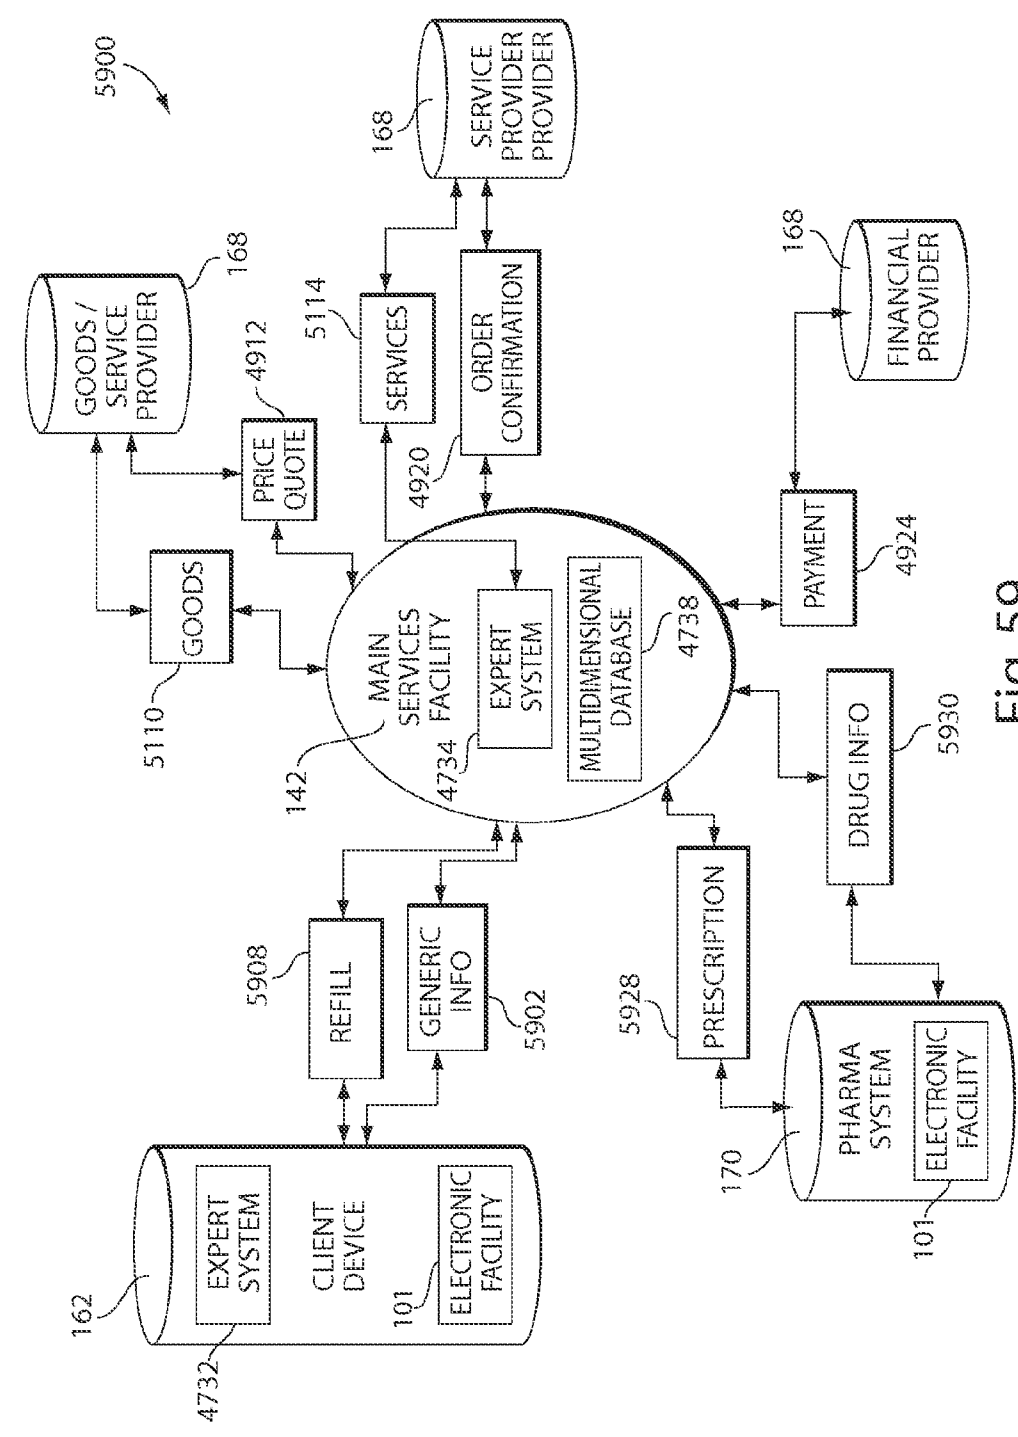 5900
162
EXPERT
SYSTEM
4732
CLIENT
DEVICE
ELECTRONIC
FACILITY
101
REFILL
5908
GENERIC
INFO
5902
5110
GOODS
GOODS /
SERVICE
PROVIDER
168
PRICE
QUOTE
4912
142
MAIN
SERVICES
FACILITY
EXPERT
SYSTEM
4734
MULTIDIMENSIONAL
DATABASE
4738
5114
SERVICES
ORDER
CONFIRMATION
4920
168
SERVICE
PROVIDER
PROVIDER
PRESCRIPTION
5928
170
PHARMA
SYSTEM
ELECTRONIC
FACILITY
101
DRUG INFO
5930
PAYMENT
4924
168
FINANCIAL
PROVIDER
Fig. 59